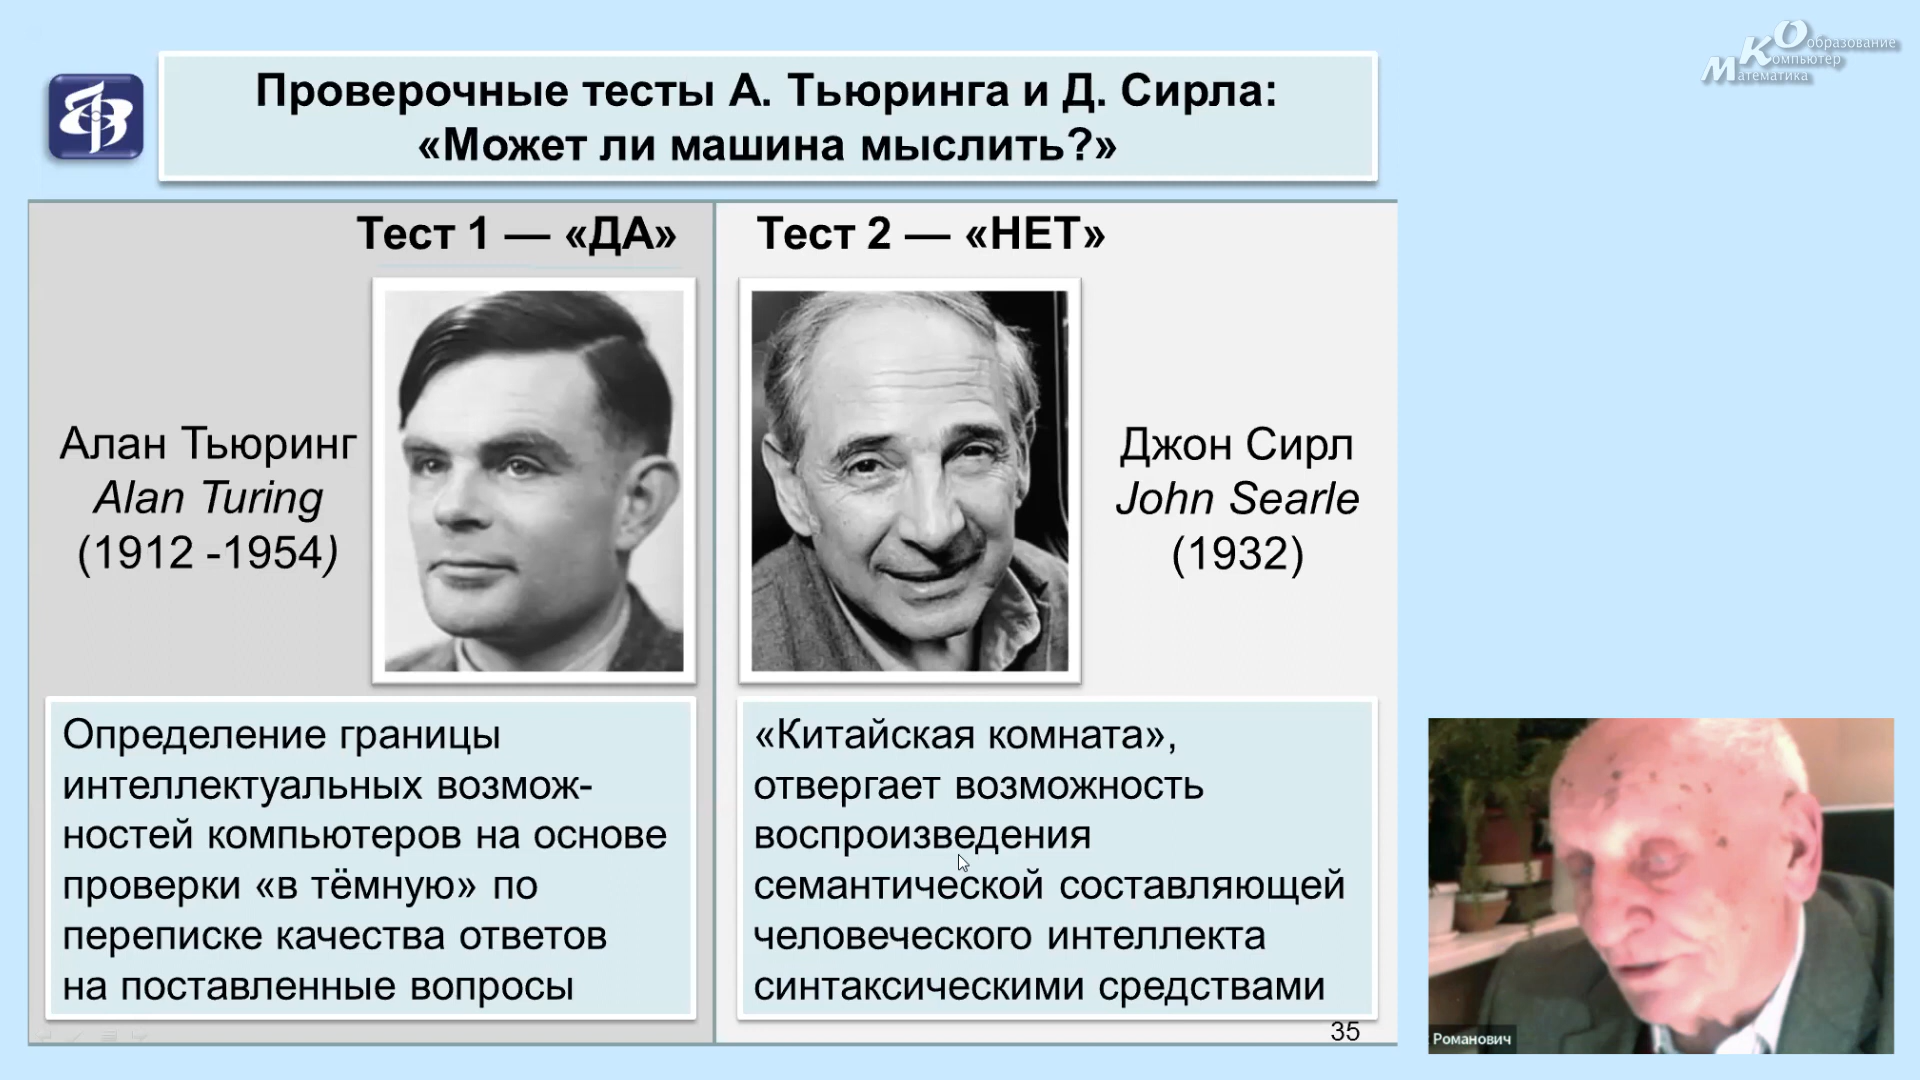 Проверочные тесты А. Тьюринга и Д. Сирла:
«Может ли машина мыслить?»
Образование
Компьютер
Математика
Тест 1 — «ДА»
Алан Тьюринг
Alan Turing
(1912 -1954)
Определение границы
интеллектуальных возмож-
ностей компьютеров на основе
проверки «в тёмную» по
переписке качества ответов
на поставленные вопросы
Тест 2 — «НЕТ»
Джон Сирл
John Searle
(1932)
«Китайская комната»,
отвергает возможность
воспроизведения
семантической составляющей
человеческого интеллекта
синтаксическими средствами
35
Романович